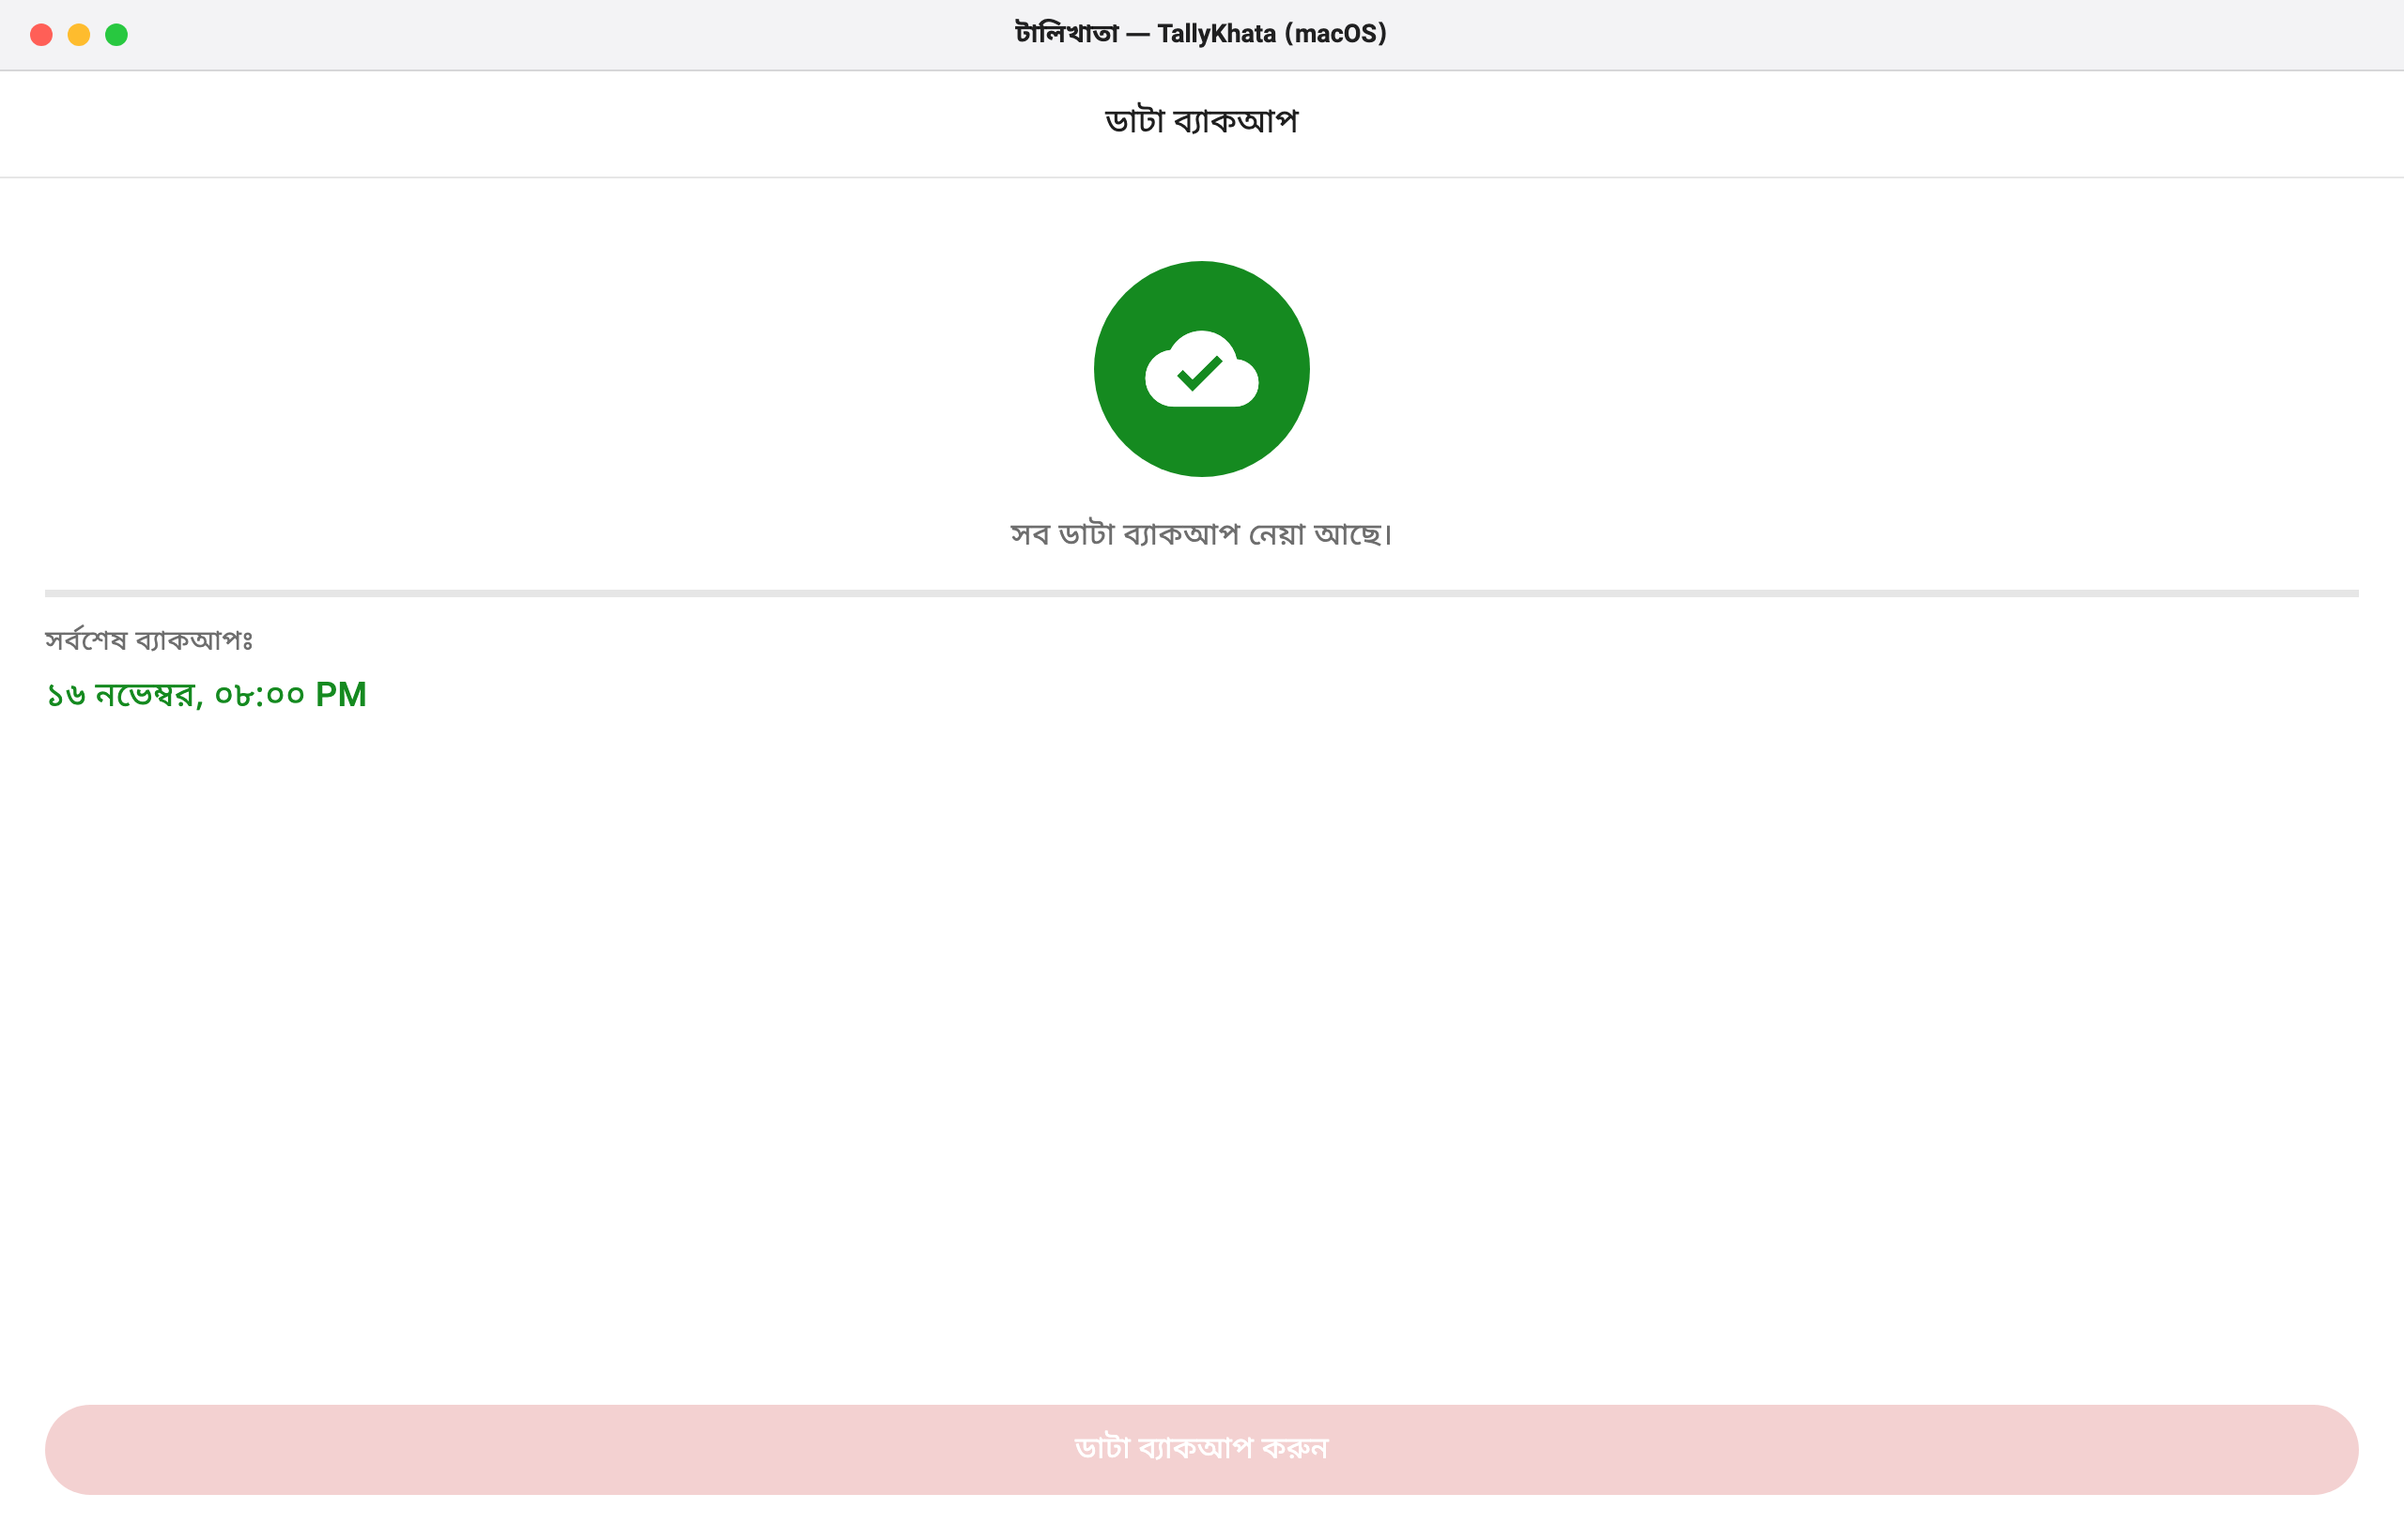 টালিখাতা — TallyKhata (macOS)
ডাটা ব্যাকআপ
সব ডাটা ব্যাকআপ নেয়া আছে।
সর্বশেষ ব্যাকআপঃ
১৬ নভেম্বর, ০৮:০০ PM
ডাটা ব্যাকআপ করুন